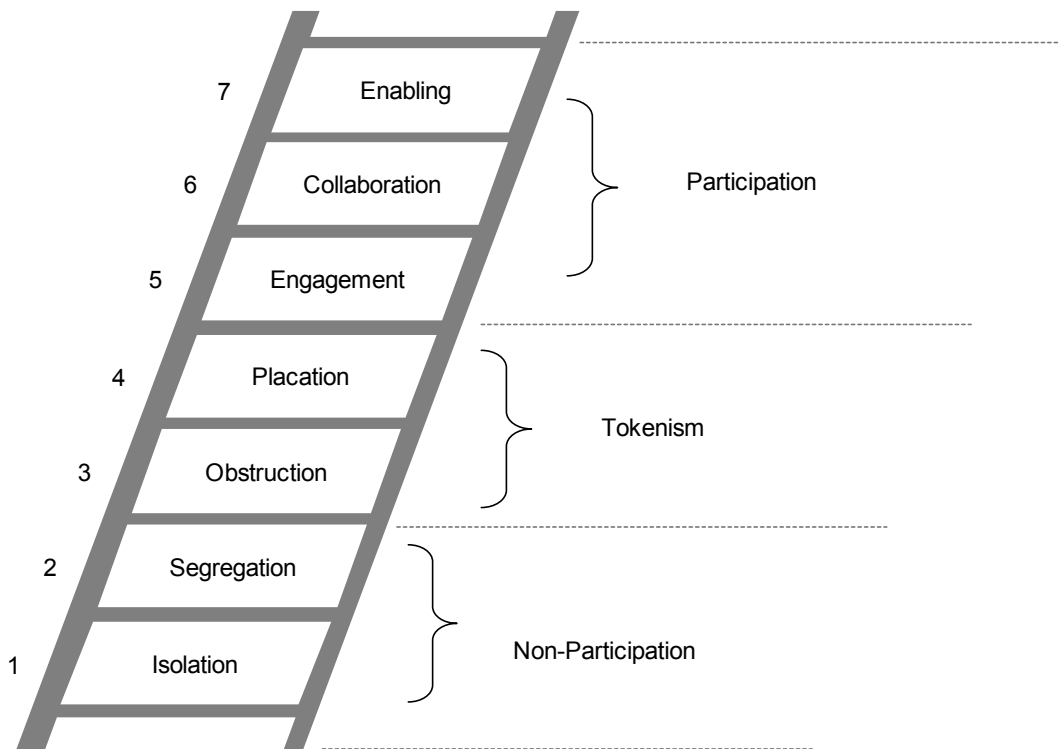 7 Enabling
6 Collaboration
Participation
5 Engagement
4 Placation
Tokenism
3 Obstruction
2 Segregation
Non-Participation
1 Isolation